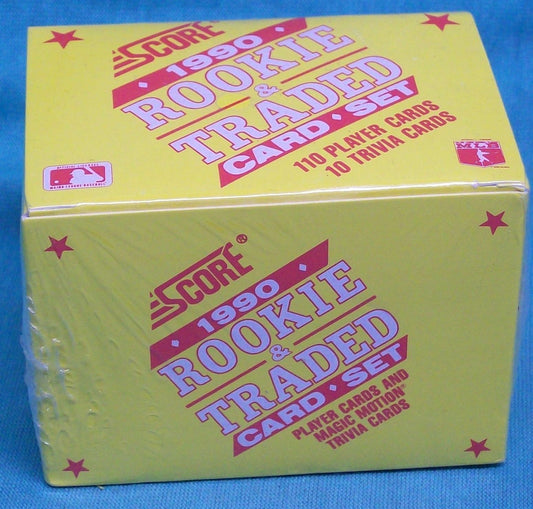 SCORE
1990
ROOKIE
&
TRADED
CARD • SET
110 PLAYER CARDS
10 TRIVIA CARDS
SCORE®
1990
ROOKIE
&
TRADED
CARD • SET
PLAYER CARDS AND
MAGIC MOTION®
TRIVIA CARDS